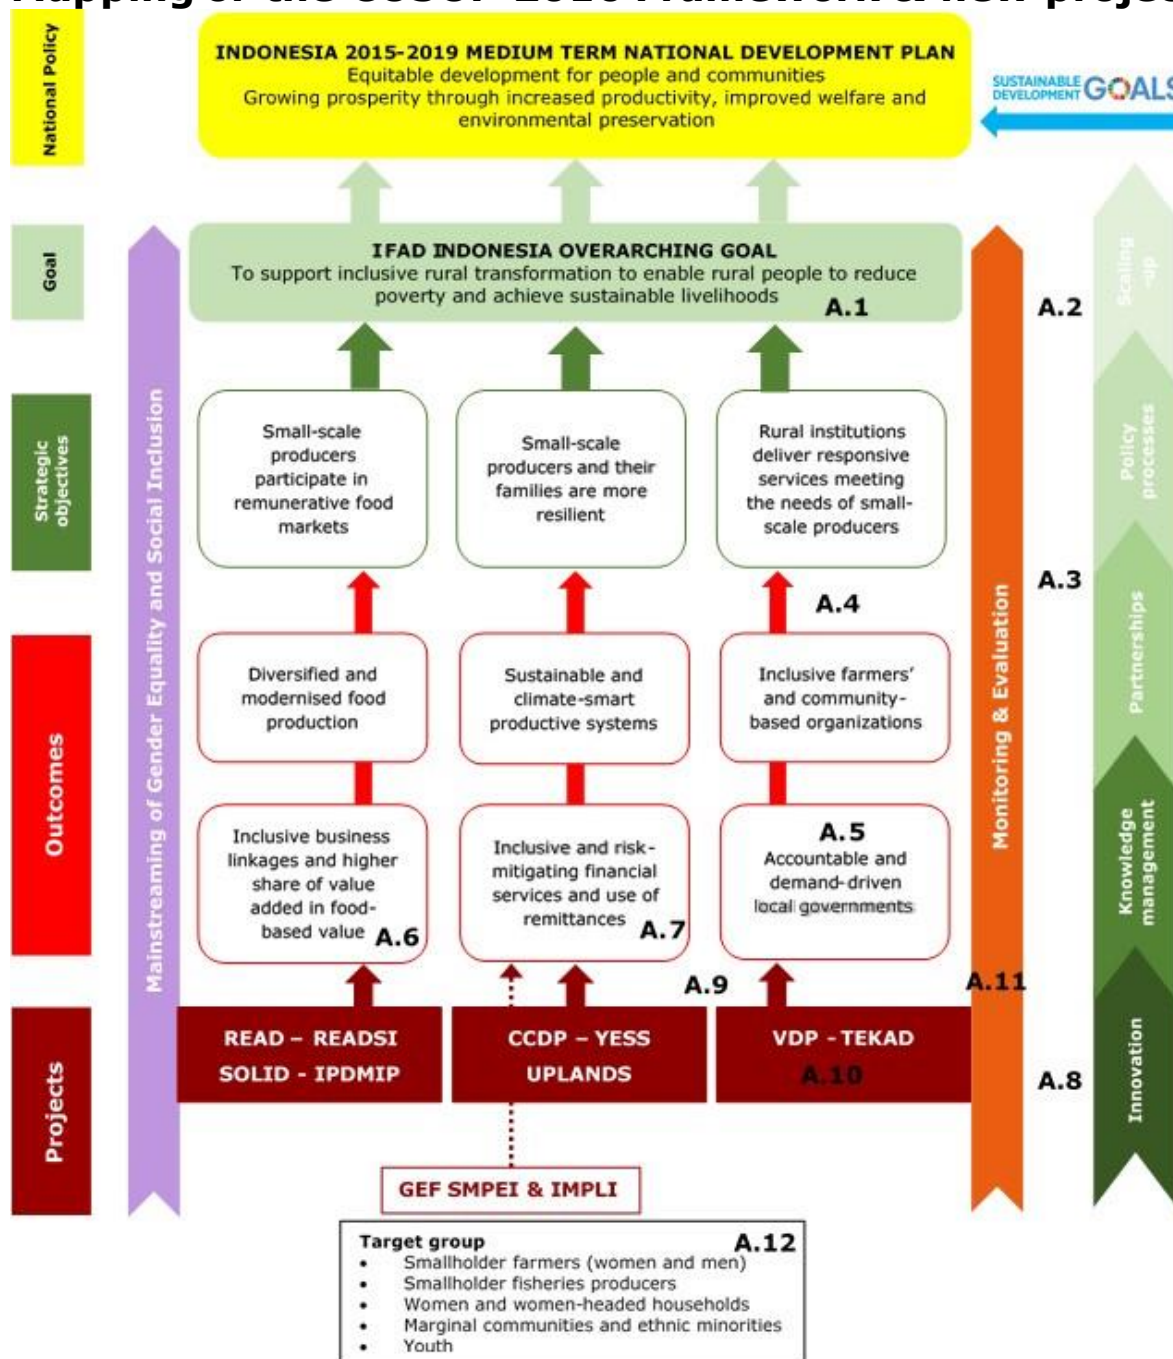 Mapping of the COSOP 2016 Framework & new proje
National Policy
INDONESIA 2015-2019 MEDIUM TERM NATIONAL DEVELOPMENT PLAN
Equitable development for people and communities
Growing prosperity through increased productivity, improved welfare and
environmental preservation
SUSTAINABLE
DEVELOPMENT GOALS
Goal
IFAD INDONESIA OVERARCHING GOAL
To support inclusive rural transformation to enable rural people to reduce
poverty and achieve sustainable livelihoods
A.1
A.2
Scaling
-up
Mainstreaming of Gender Equality and Social Inclusion
Monitoring & Evaluation
Strategic
objectives
Small-scale
producers
participate in
remunerative food
markets
Small-scale
producers and their
families are more
resilient
Rural institutions
deliver responsive
services meeting
the needs of small-
scale producers
Policy
processes
A.3
A.4
Partnerships
Outcomes
Diversified and
modernised food
production
Sustainable and
climate-smart
productive systems
Inclusive farmers'
and community-
based organizations
Inclusive business
linkages and higher
share of value
added in food-
based value
A.6
Inclusive and risk-
mitigating financial
services and use of
remittances
A.7
A.5
Accountable and
demand-driven
local governments
Knowledge
management
A.9
A.11
Projects
READ – READSI
SOLID - IPDMIP
CCDP – YESS
UPLANDS
VDP - TEKAD
A.10
A.8
Innovation
GEF SMPEI & IMPLI
Target group
A.12
• Smallholder farmers (women and men)
• Smallholder fisheries producers
• Women and women-headed households
• Marginal communities and ethnic minorities
• Youth